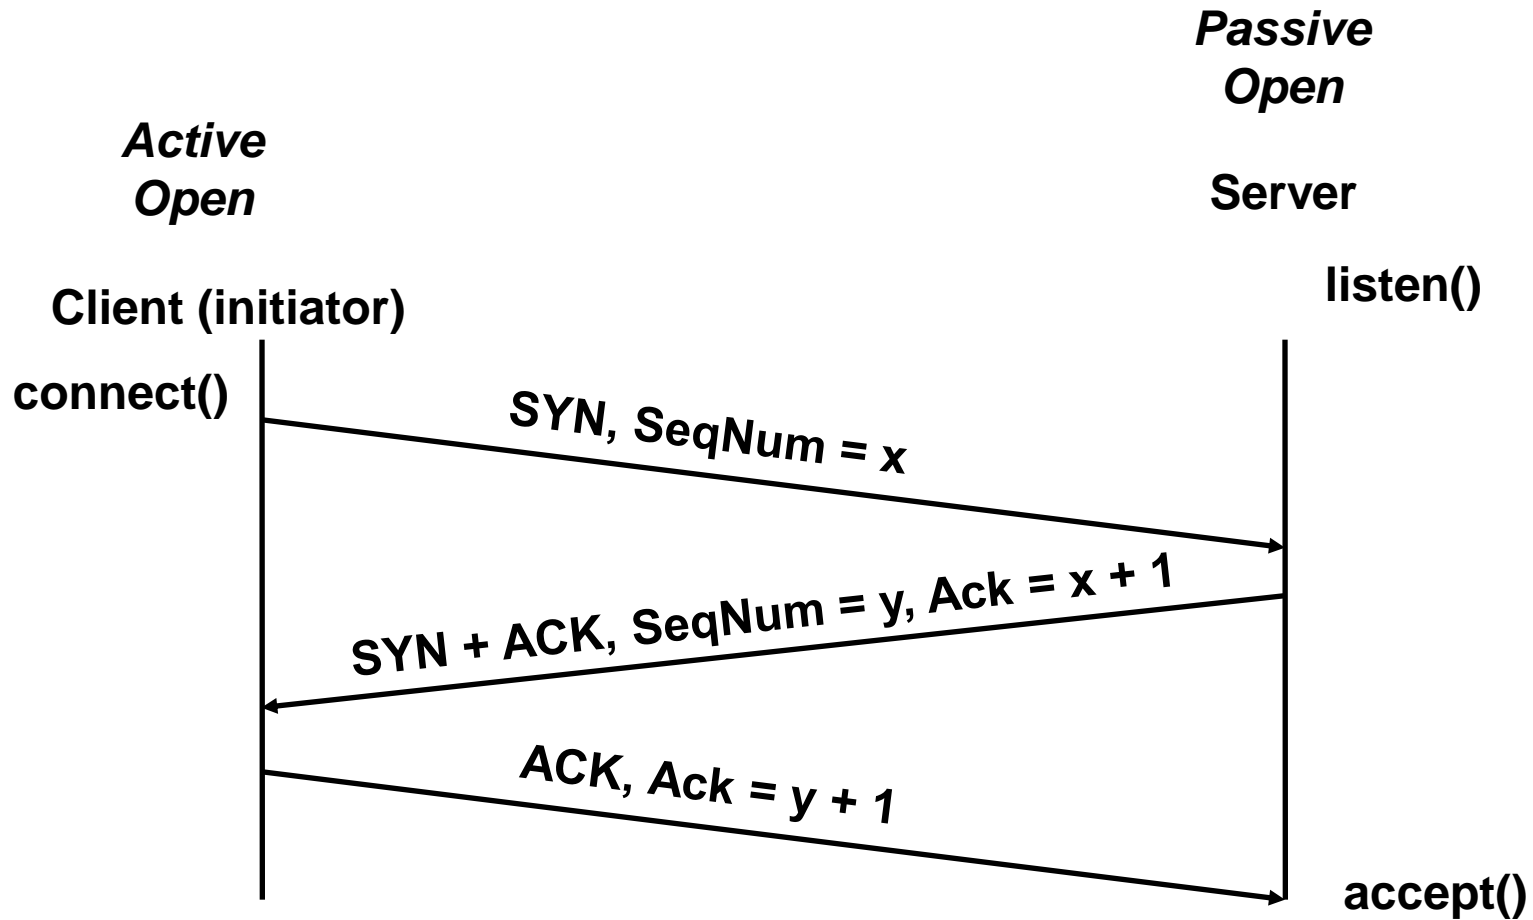 Passive
Open
Active
Open
Server
listen()
Client (initiator)
connect()
SYN, SeqNum = x
SYN + ACK, SeqNum = y, Ack = x + 1
ACK, Ack = y + 1
accept()